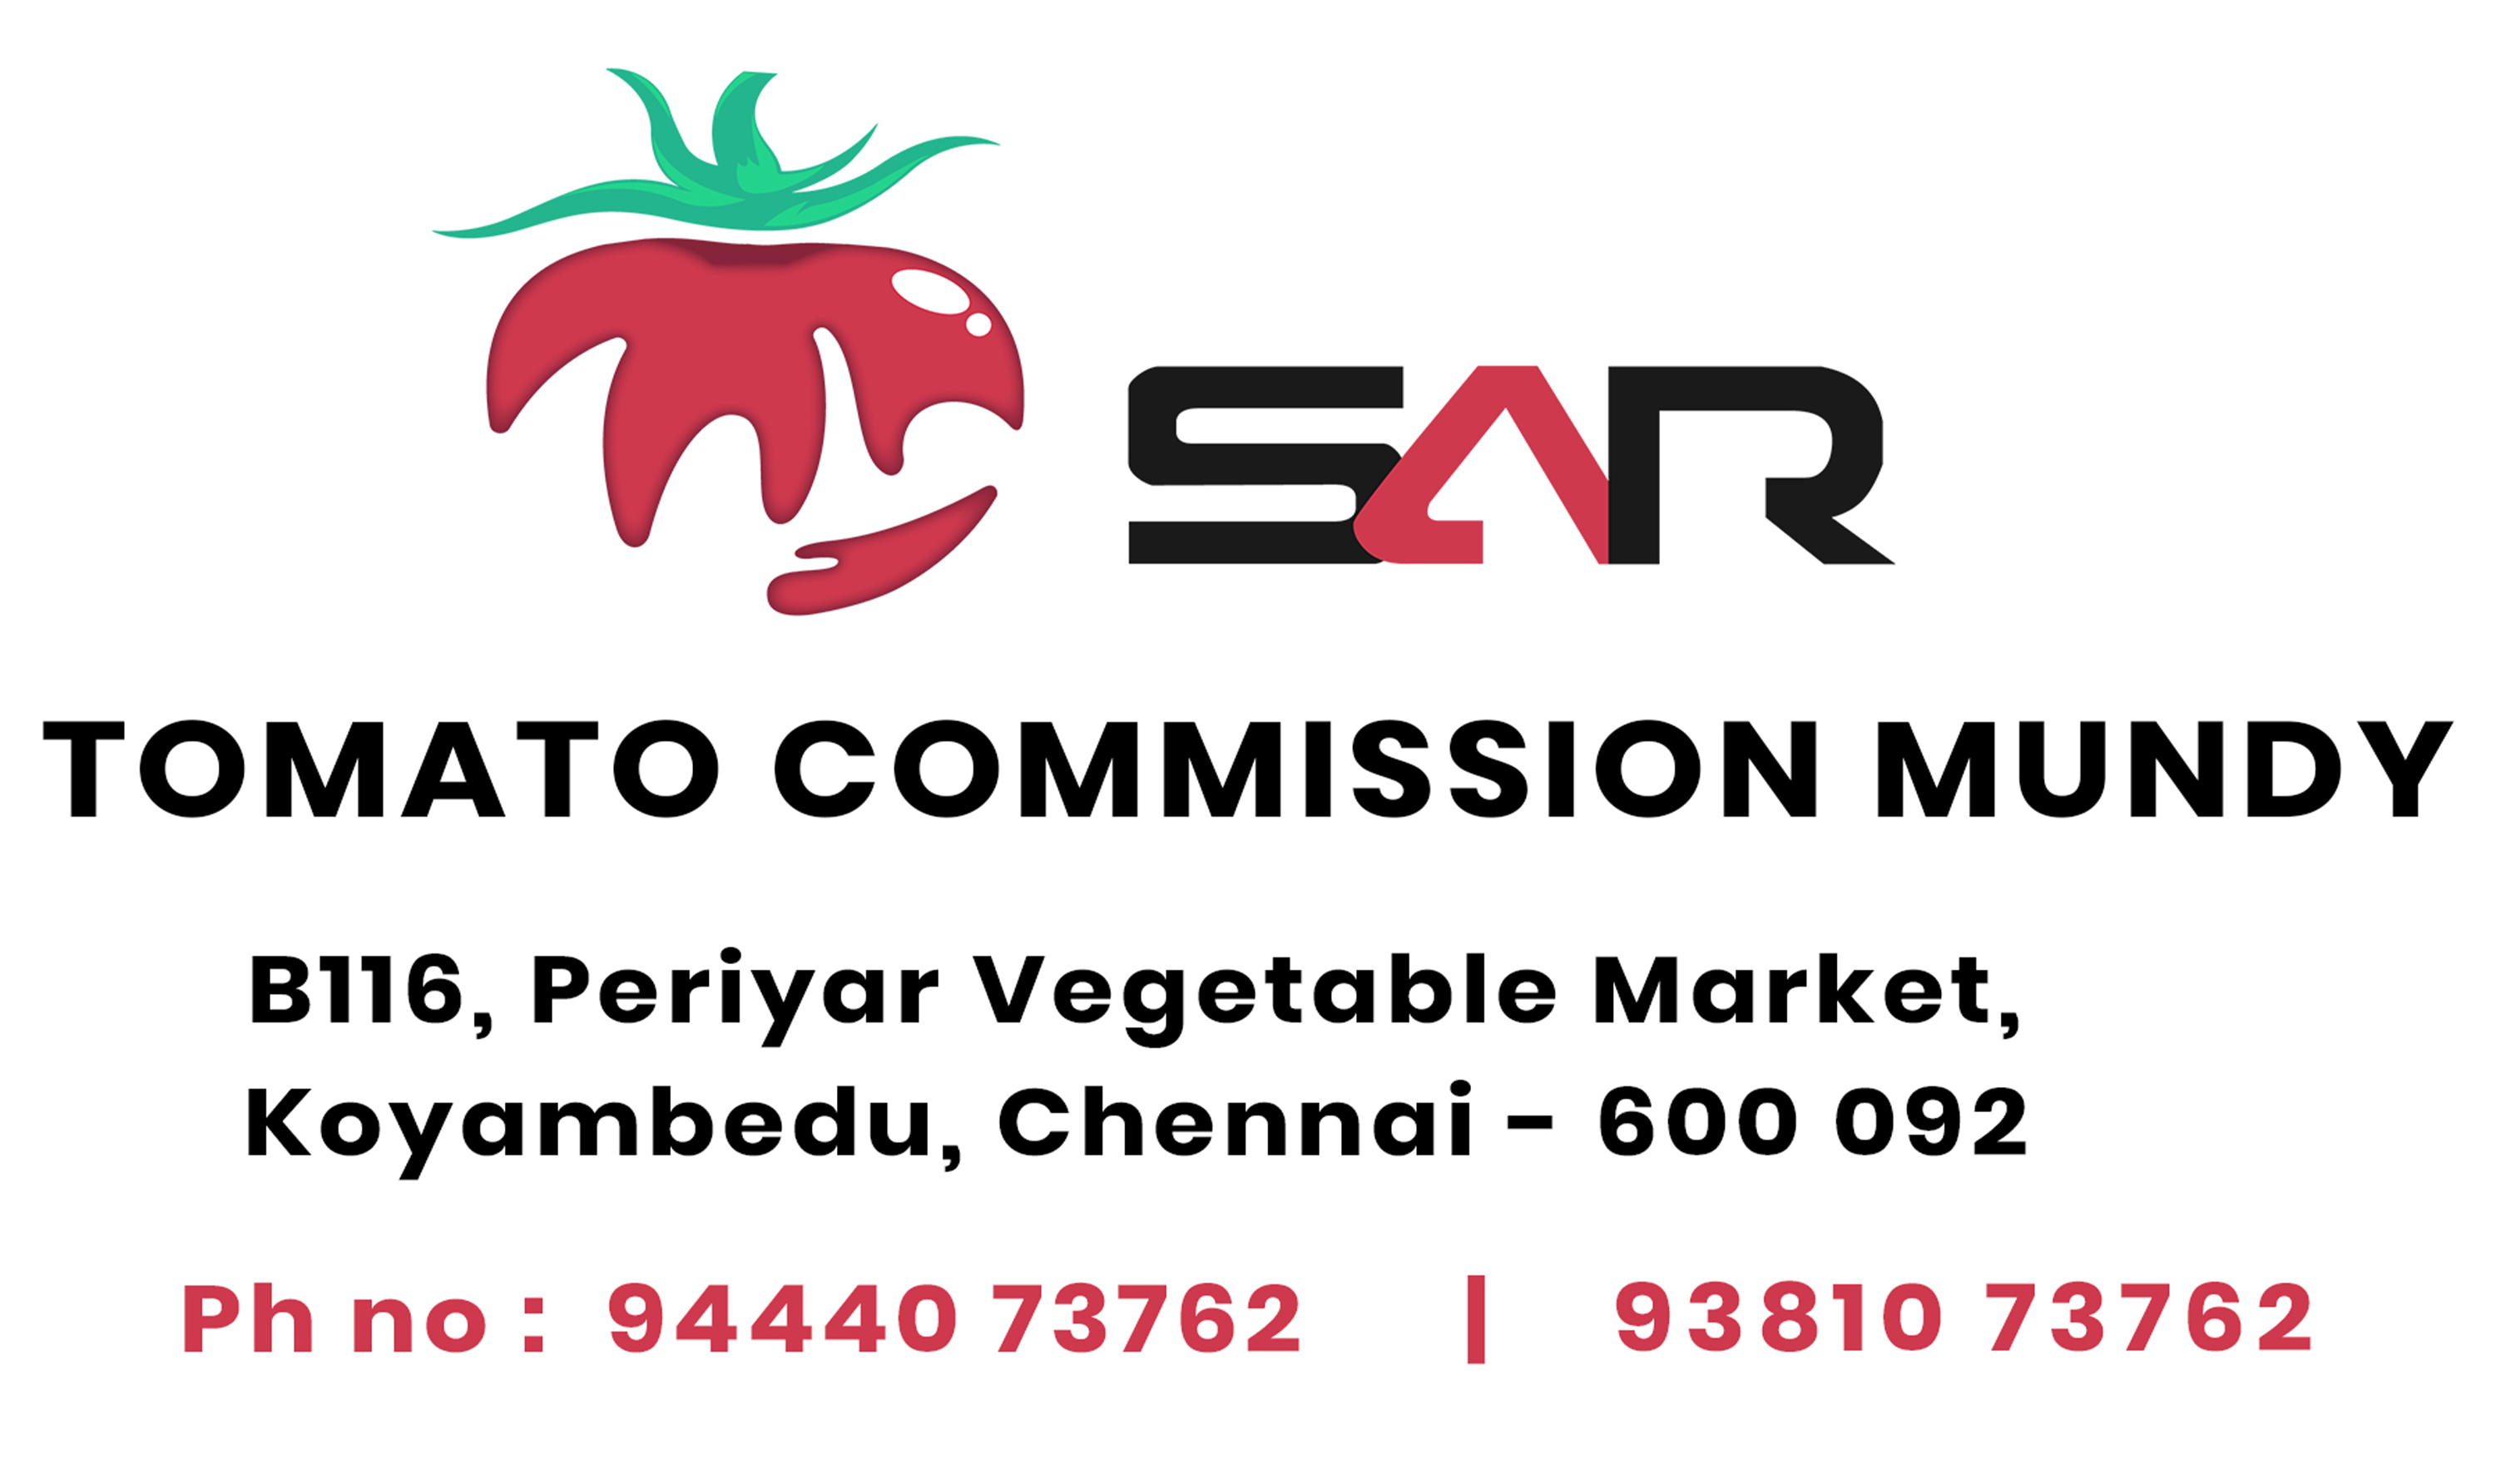 SAR
TOMATO COMMISSION MUNDY
B116, Periyar Vegetable Market,
Koyambedu, Chennai - 600 092
Ph no : 94440 73762 | 93810 73762